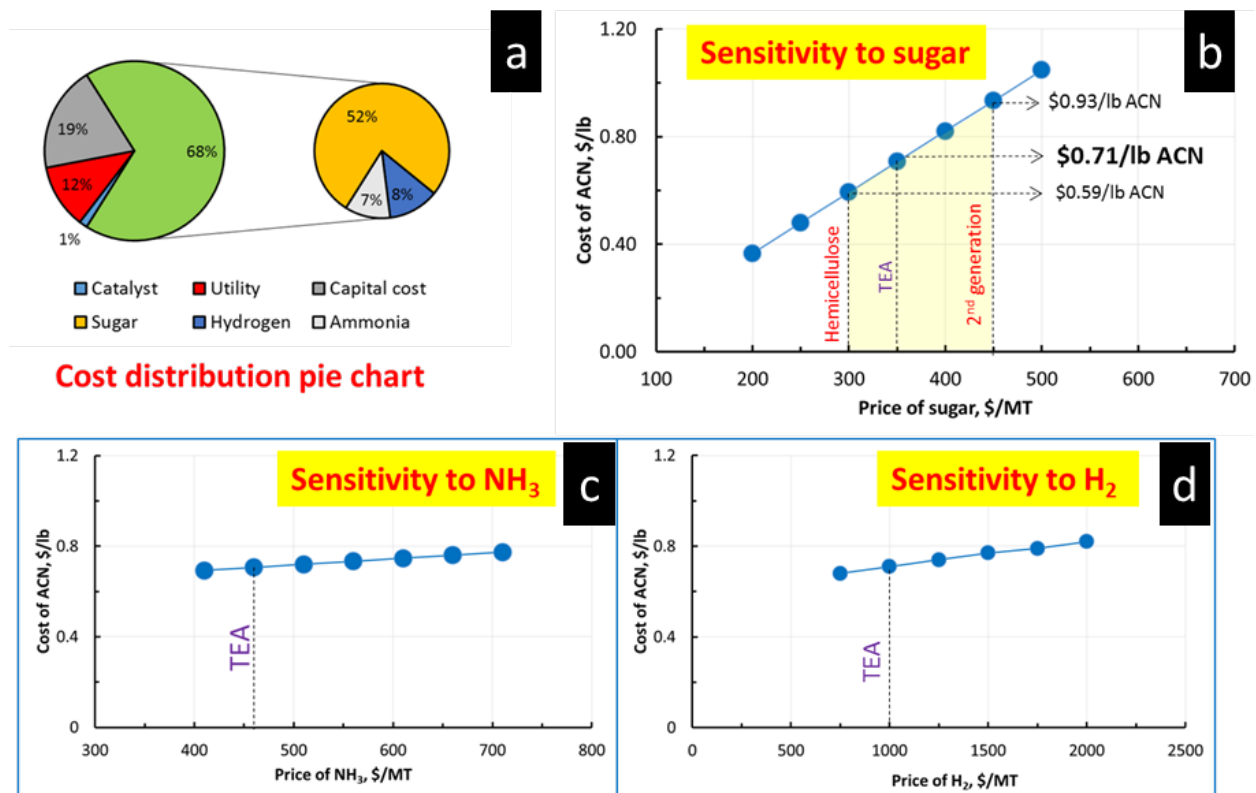 a
19%
68%
12%
1%
52%
7%
8%
Catalyst Utility Capital cost
Sugar Hydrogen Ammonia
Cost distribution pie chart
b
Sensitivity to sugar
Cost of ACN, $/lb
1.20
0.80
0.40
0.00
$0.93/lb ACN
$0.71/lb ACN
$0.59/lb ACN
Hemicellulose
TEA
2nd generation
100 200 300 400 500 600 700
Price of sugar, $/MT
c
Sensitivity to NH3
Cost of ACN, $/lb
1.2
0.8
0.4
0
TEA
300 400 500 600 700 800
Price of NH3, $/MT
d
Sensitivity to H2
Cost of ACN, $/lb
1.2
0.8
0.4
0
TEA
0 500 1000 1500 2000 2500
Price of H2, $/MT